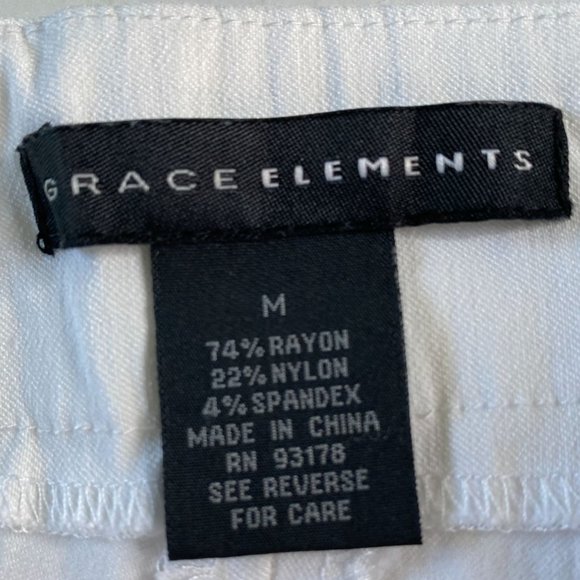 GRACE ELEMENTS
M
74% RAYON
22% NYLON
4% SPANDEX
MADE IN CHINA
RN 93178
SEE REVERSE
FOR CARE